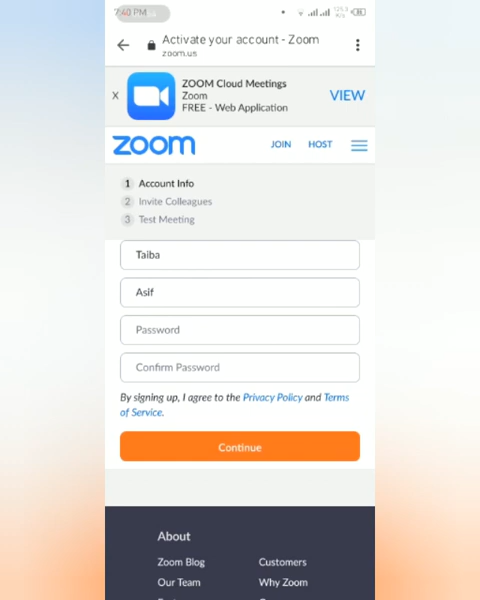 7:40 PM
Activate your account - Zoom
zoom.us
X
ZOOM Cloud Meetings
Zoom
FREE - Web Application
VIEW
zoom
JOIN HOST
1 Account Info
2 Invite Colleagues
3 Test Meeting
Taiba
Asif
Password
Confirm Password
By signing up, I agree to the Privacy Policy and Terms
of Service.
Continue
About
Zoom Blog Customers
Our Team Why Zoom